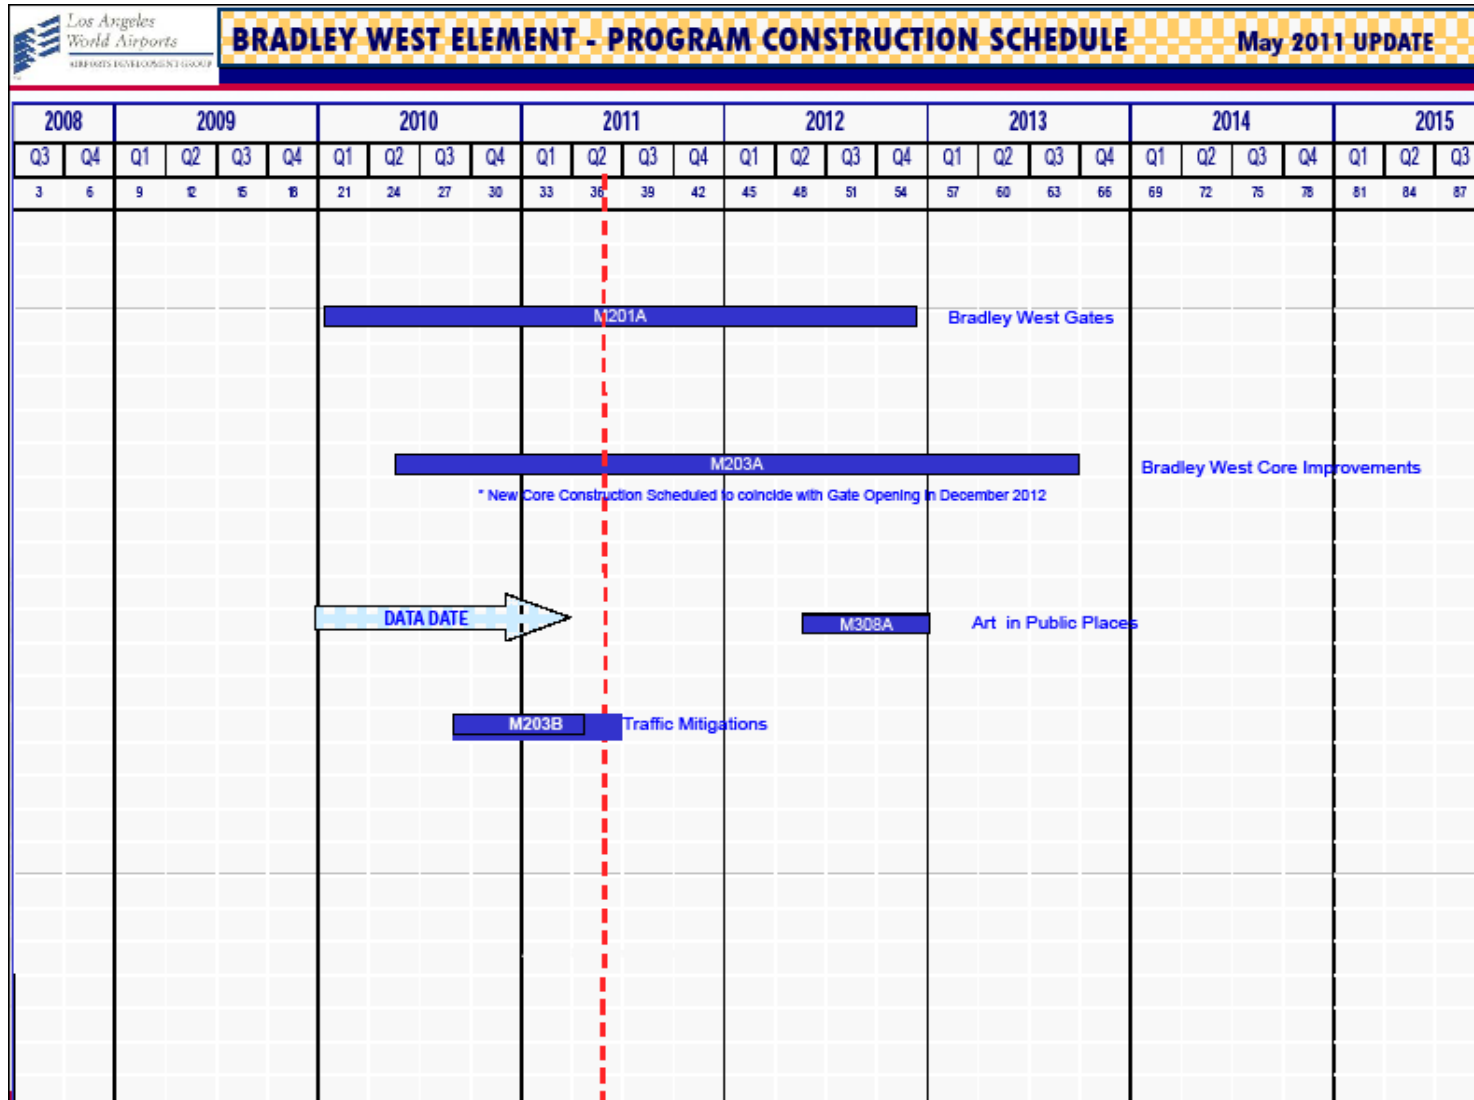 Los Angeles
World Airports
AIRPORTS DEVELOPMENT GROUP
BRADLEY WEST ELEMENT - PROGRAM CONSTRUCTION SCHEDULE May 2011 UPDATE
2008 2009 2010 2011 2012 2013 2014 2015
Q3 Q4 Q1 Q2 Q3 Q4 Q1 Q2 Q3 Q4 Q1 Q2 Q3 Q4 Q1 Q2 Q3 Q4 Q1 Q2 Q3 Q4 Q1 Q2 Q3 Q4 Q1 Q2 Q3
3 6 9 12 15 18 21 24 27 30 33 36 39 42 45 48 51 54 57 60 63 66 69 72 75 78 81 84 87
M201A Bradley West Gates
M203A Bradley West Core Improvements
* New Core Construction Scheduled to coincide with Gate Opening in December 2012
DATA DATE M308A Art in Public Places
M203B Traffic Mitigations